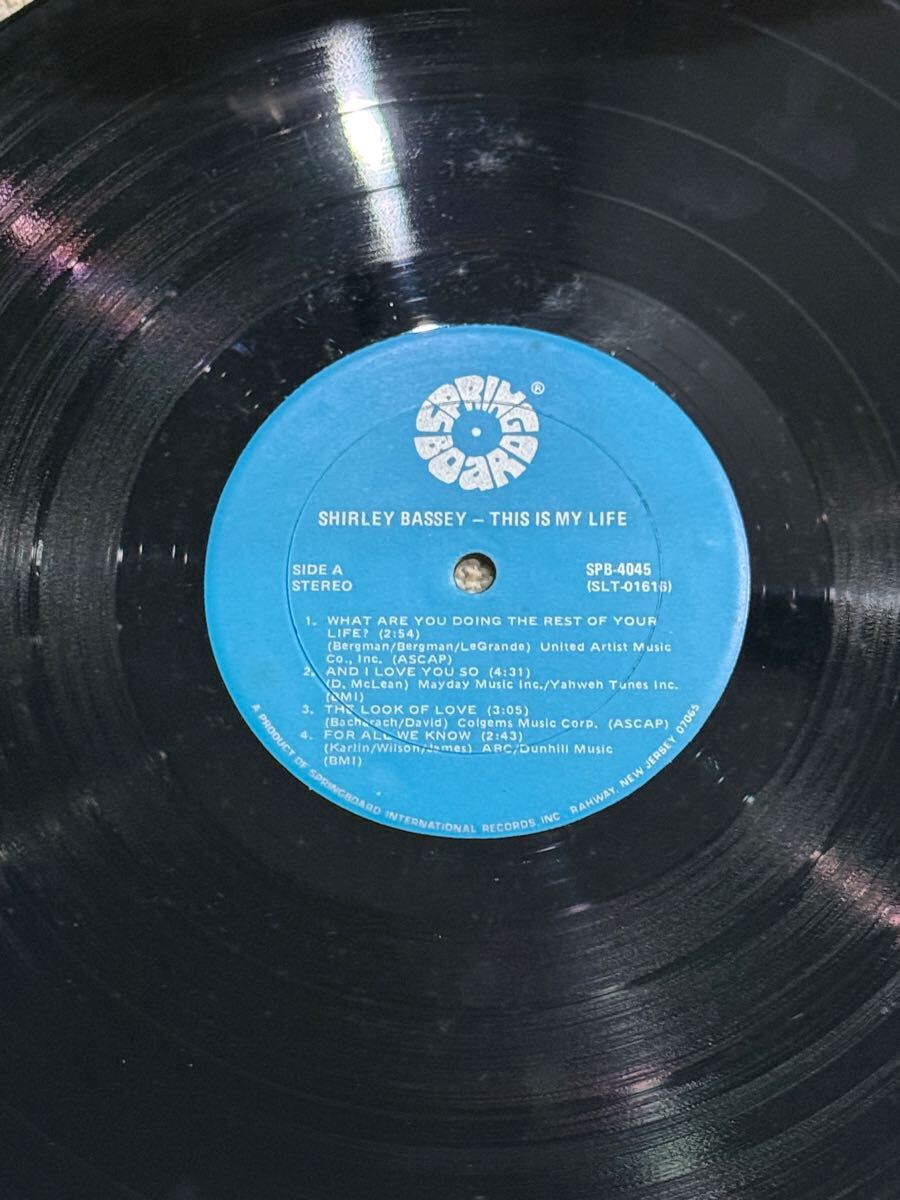 SPRINGBOARD ®
SHIRLEY BASSEY – THIS IS MY LIFE
SIDE A
STEREO
SPB-4045
(SLT-01616)
1. WHAT ARE YOU DOING THE REST OF YOUR
LIFE? (2:54)
(Bergman/Bergman/LeGrande) United Artist Music
Co., Inc. (ASCAP)
2. AND I LOVE YOU SO (4:31)
(D. McLean) Mayday Music Inc./Yahweh Tunes Inc.
(BMI)
3. THE LOOK OF LOVE (3:05)
(Bacharach/David) Colgems Music Corp. (ASCAP)
4. FOR ALL WE KNOW (2:43)
(Karlin/Wilson/James) ARC/Dunhill Music
(BMI)
A PRODUCT OF SPRINGBOARD INTERNATIONAL RECORDS, INC. RAHWAY, NEW JERSEY 07065